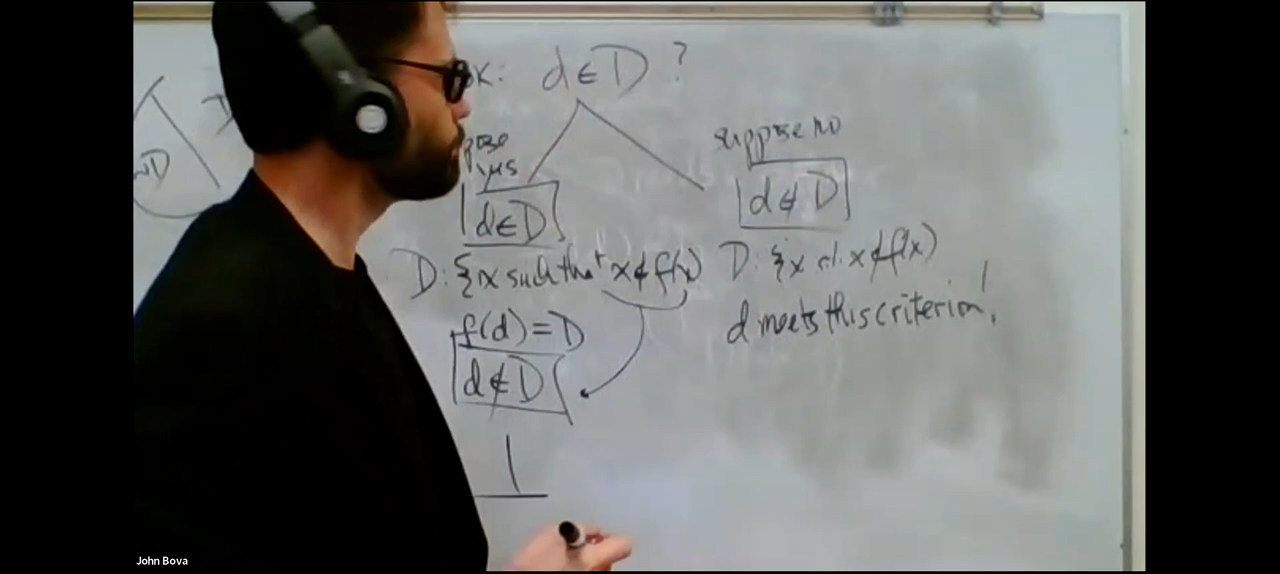 d∈D ?
suppose no
yes
d∈D
d∉D
D: {x such that x∉f(x)
D: {x s.t. x∉f(x)
f(d)=D
d meets this criterion!
d∉D
⊥
John Bova